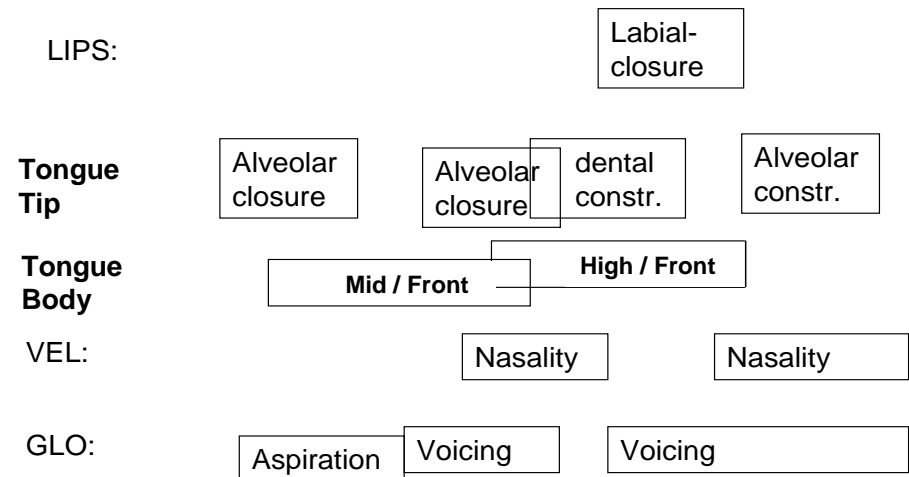 LIPS:
Labial-
closure
Tongue
Tip
Alveolar
closure
Alveolar
closure
dental
constr.
Alveolar
constr.
Tongue
Body
Mid / Front
High / Front
VEL:
Nasality
Nasality
GLO:
Aspiration
Voicing
Voicing